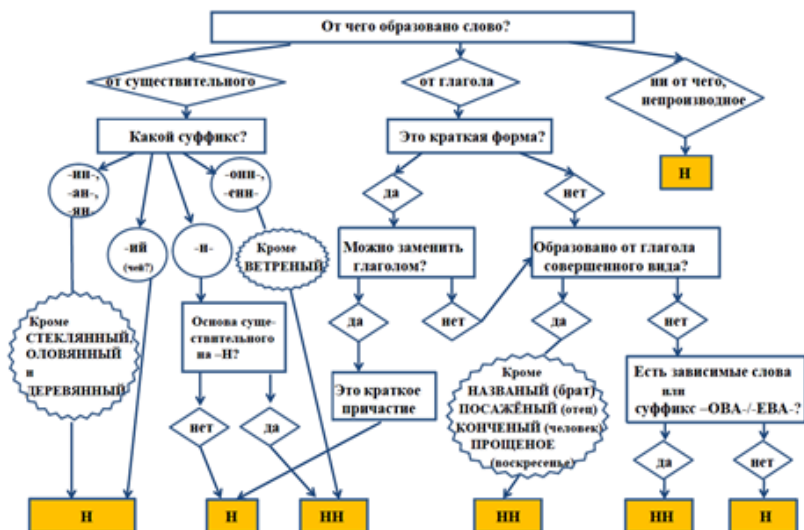 От чего образовано слово?
от существительного
от глагола
ни от чего,
непроизводное
Какой суффикс?
Это краткая форма?
Н
-ин-,
-ан-,
-ян-
-онн-,
-енн-
да
нет
-ий
(чей?)
-н-
Кроме
ВЕТРЕНЫЙ
Можно заменить
глаголом?
Образовано от глагола
совершенного вида?
Кроме
СТЕКЛЯННЫЙ,
ОЛОВЯННЫЙ
и
ДЕРЕВЯННЫЙ
Основа суще-
ствительного
на –Н?
да
нет
да
нет
Это краткое
причастие
Кроме
НАЗВАНЫЙ (брат)
ПОСАЖЁНЫЙ (отец)
КОНЧЕНЫЙ (человек)
ПРОЩЕНОЕ
(воскресенье)
Есть зависимые слова
или
суффикс –ОВА-/-ЕВА-?
нет
да
да
нет
Н
Н
НН
НН
НН
Н